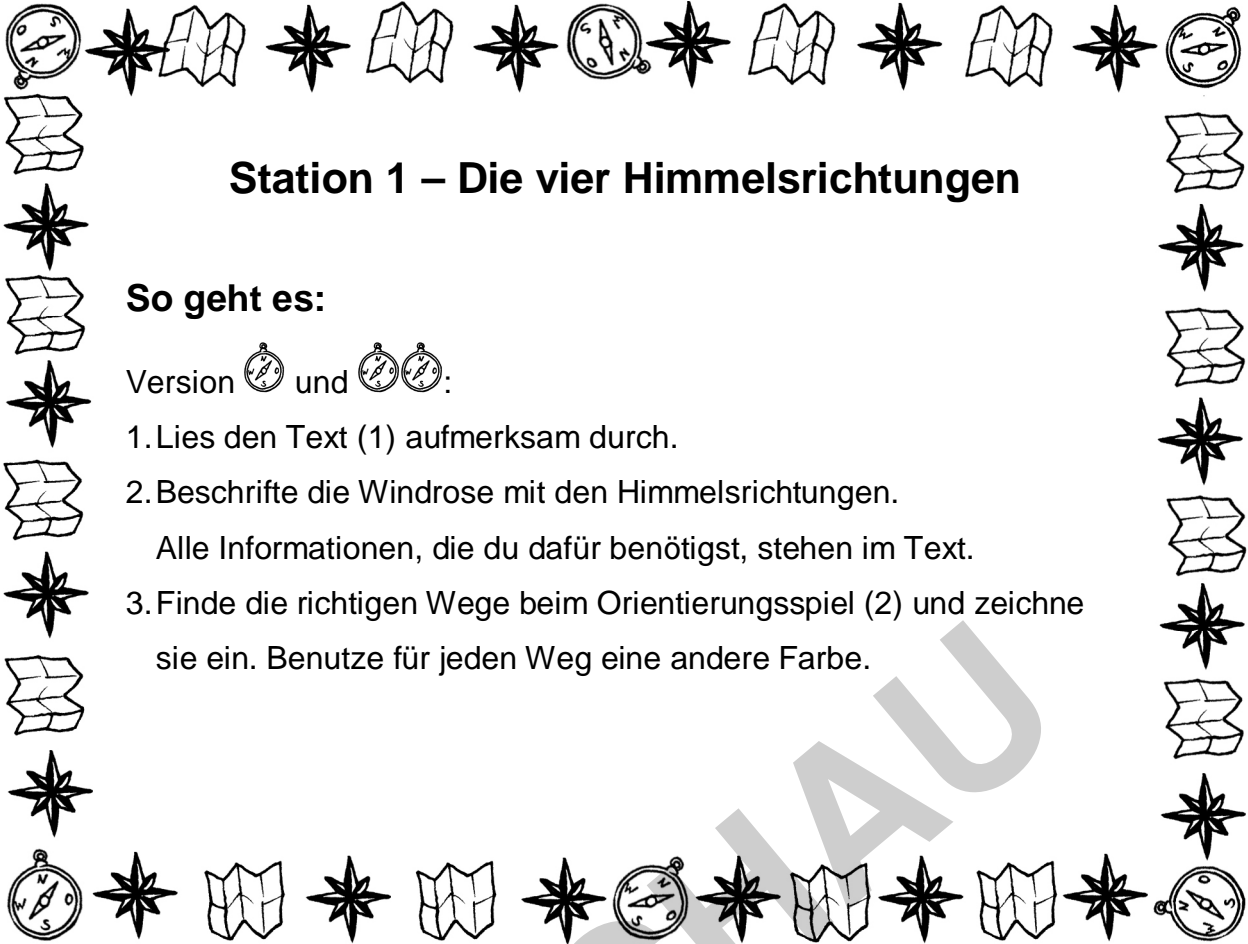 Station 1 – Die vier Himmelsrichtungen
So geht es:
Version und :
1. Lies den Text (1) aufmerksam durch.
2. Beschrifte die Windrose mit den Himmelsrichtungen.
Alle Informationen, die du dafür benötigst, stehen im Text.
3. Finde die richtigen Wege beim Orientierungsspiel (2) und zeichne
sie ein. Benutze für jeden Weg eine andere Farbe.